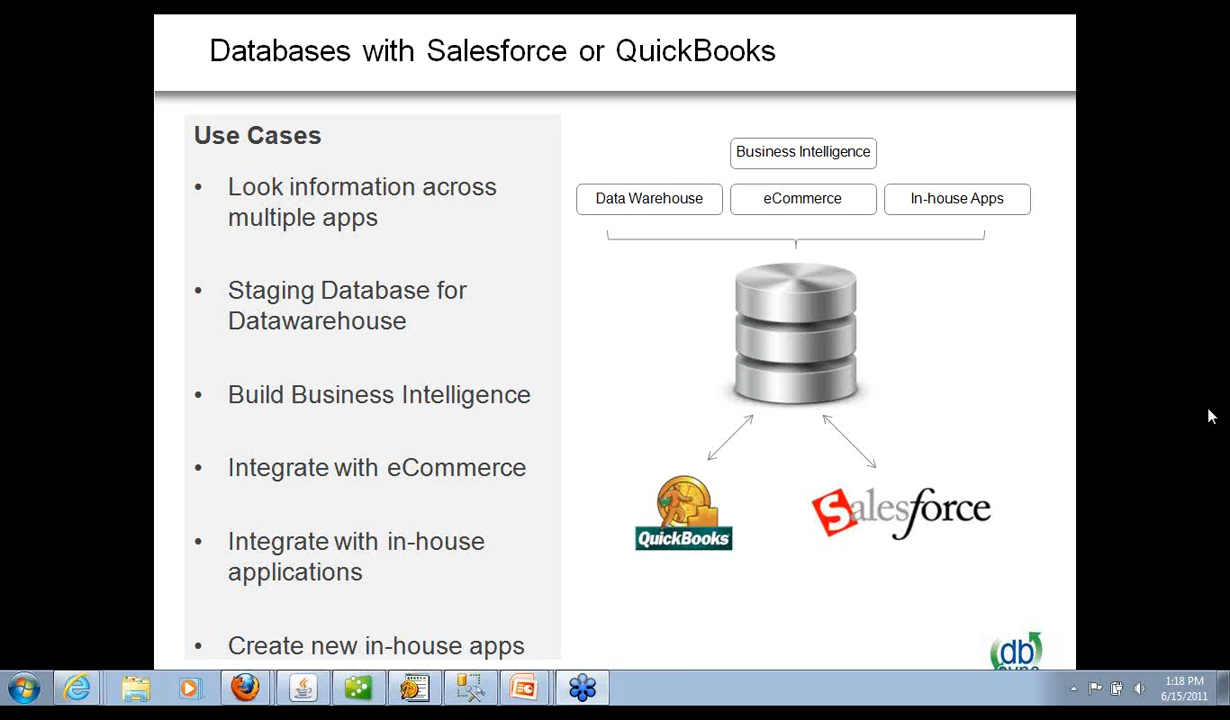 Databases with Salesforce or QuickBooks
Use Cases
• Look information across
multiple apps
• Staging Database for
Datawarehouse
• Build Business Intelligence
• Integrate with eCommerce
• Integrate with in-house
applications
• Create new in-house apps
Business Intelligence
Data Warehouse
eCommerce
In-house Apps
QuickBooks
Salesforce
db
1:18 PM
6/15/2011